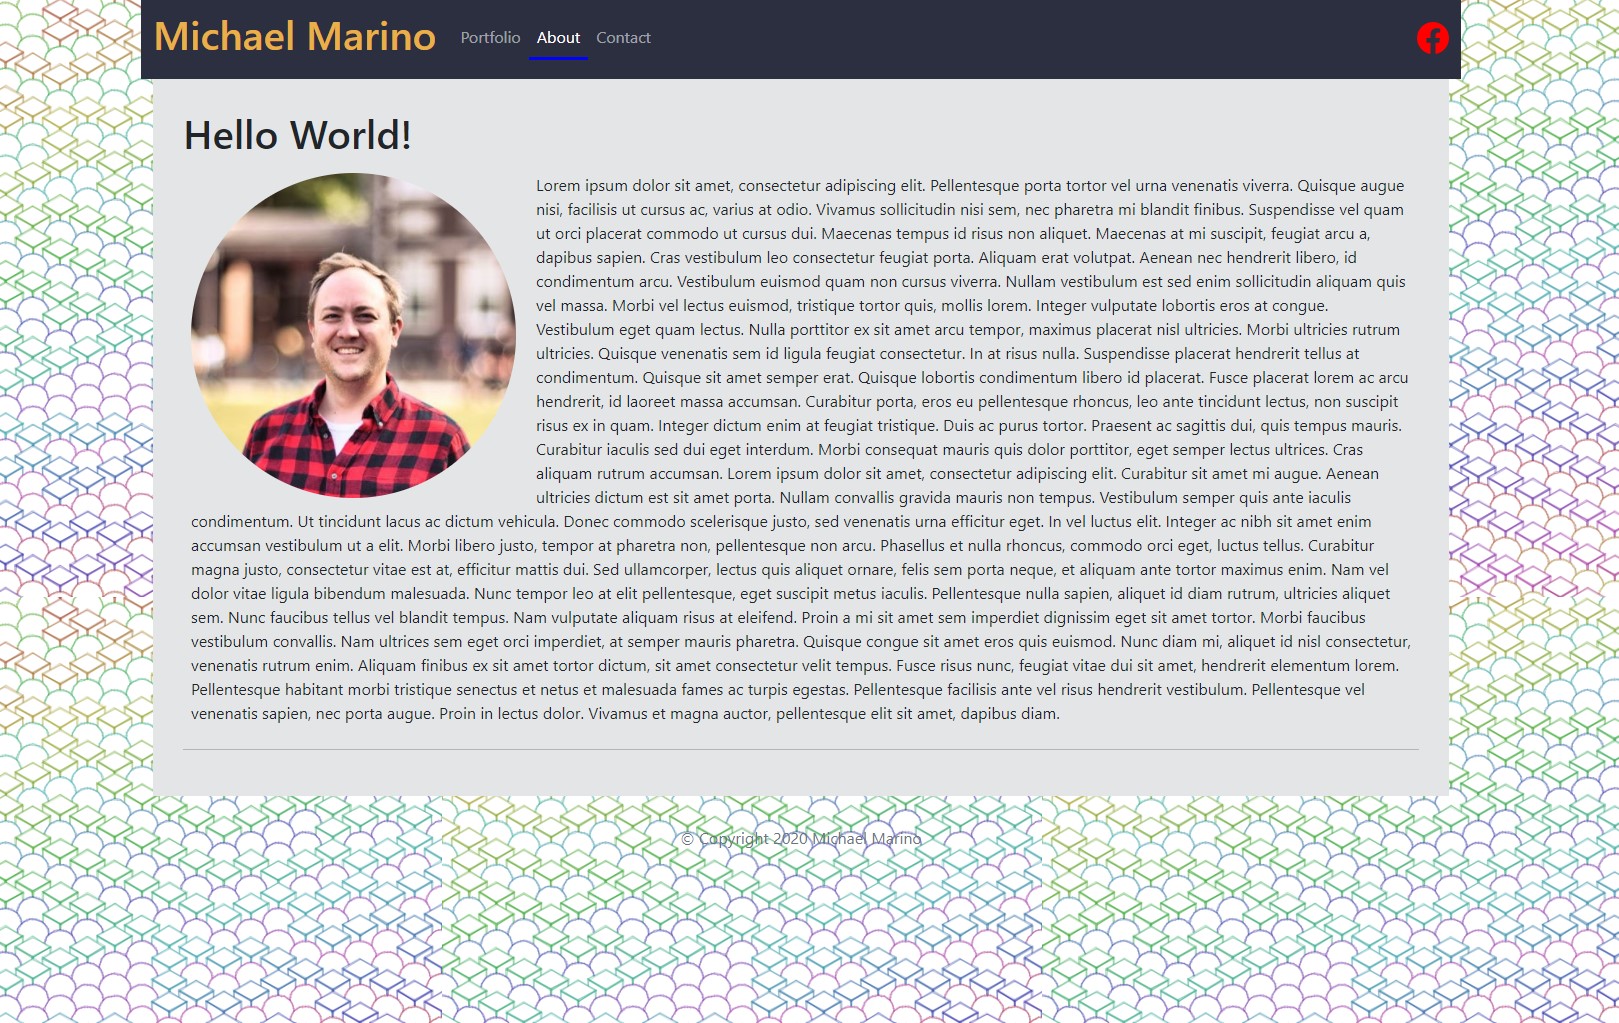 Michael Marino
Portfolio
About
Contact
Hello World!
Lorem ipsum dolor sit amet, consectetur adipiscing elit. Pellentesque porta tortor vel urna venenatis viverra. Quisque augue
nisi, facilisis ut cursus ac, varius at odio. Vivamus sollicitudin nisi sem, nec pharetra mi blandit finibus. Suspendisse vel quam
ut orci placerat commodo ut cursus dui. Maecenas tempus id risus non aliquet. Maecenas at mi suscipit, feugiat arcu a,
dapibus sapien. Cras vestibulum leo consectetur feugiat porta. Aliquam erat volutpat. Aenean nec hendrerit libero, id
condimentum arcu. Vestibulum euismod quam non cursus viverra. Nullam vestibulum est sed enim sollicitudin aliquam quis
vel massa. Morbi vel lectus euismod, tristique tortor quis, mollis lorem. Integer vulputate lobortis eros at congue.
Vestibulum eget quam lectus. Nulla porttitor ex sit amet arcu tempor, maximus placerat nisl ultricies. Morbi ultricies rutrum
ultricies. Quisque venenatis sem id ligula feugiat consectetur. In at risus nulla. Suspendisse placerat hendrerit tellus at
condimentum. Quisque sit amet semper erat. Quisque lobortis condimentum libero id placerat. Fusce placerat lorem ac arcu
hendrerit, id laoreet massa accumsan. Curabitur porta, eros eu pellentesque rhoncus, leo ante tincidunt lectus, non suscipit
risus ex in quam. Integer dictum enim at feugiat tristique. Duis ac purus tortor. Praesent ac sagittis dui, quis tempus mauris.
Curabitur iaculis sed dui eget interdum. Morbi consequat mauris quis dolor porttitor, eget semper lectus ultrices. Cras
aliquam rutrum accumsan. Lorem ipsum dolor sit amet, consectetur adipiscing elit. Curabitur sit amet mi augue. Aenean
ultricies dictum est sit amet porta. Nullam convallis gravida mauris non tempus. Vestibulum semper quis ante iaculis
condimentum. Ut tincidunt lacus ac dictum vehicula. Donec commodo scelerisque justo, sed venenatis urna efficitur eget. In vel luctus elit. Integer ac nibh sit amet enim
accumsan vestibulum ut a elit. Morbi libero justo, tempor at pharetra non, pellentesque non arcu. Phasellus et nulla rhoncus, commodo orci eget, luctus tellus. Curabitur
magna justo, consectetur vitae est at, efficitur mattis dui. Sed ullamcorper, lectus quis aliquet ornare, felis sem porta neque, et aliquam ante tortor maximus enim. Nam vel
dolor vitae ligula bibendum malesuada. Nunc tempor leo at elit pellentesque, eget suscipit metus iaculis. Pellentesque nulla sapien, aliquet id diam rutrum, ultricies aliquet
sem. Nunc faucibus tellus vel blandit tempus. Nam vulputate aliquam risus at eleifend. Proin a mi sit amet sem imperdiet dignissim eget sit amet tortor. Morbi faucibus
vestibulum convallis. Nam ultrices sem eget orci imperdiet, at semper mauris pharetra. Quisque congue sit amet eros quis euismod. Nunc diam mi, aliquet id nisl consectetur,
venenatis rutrum enim. Aliquam finibus ex sit amet tortor dictum, sit amet consectetur velit tempus. Fusce risus nunc, feugiat vitae dui sit amet, hendrerit elementum lorem.
Pellentesque habitant morbi tristique senectus et netus et malesuada fames ac turpis egestas. Pellentesque facilisis ante vel risus hendrerit vestibulum. Pellentesque vel
venenatis sapien, nec porta augue. Proin in lectus dolor. Vivamus et magna auctor, pellentesque elit sit amet, dapibus diam.
© Copyright 2020 Michael Marino